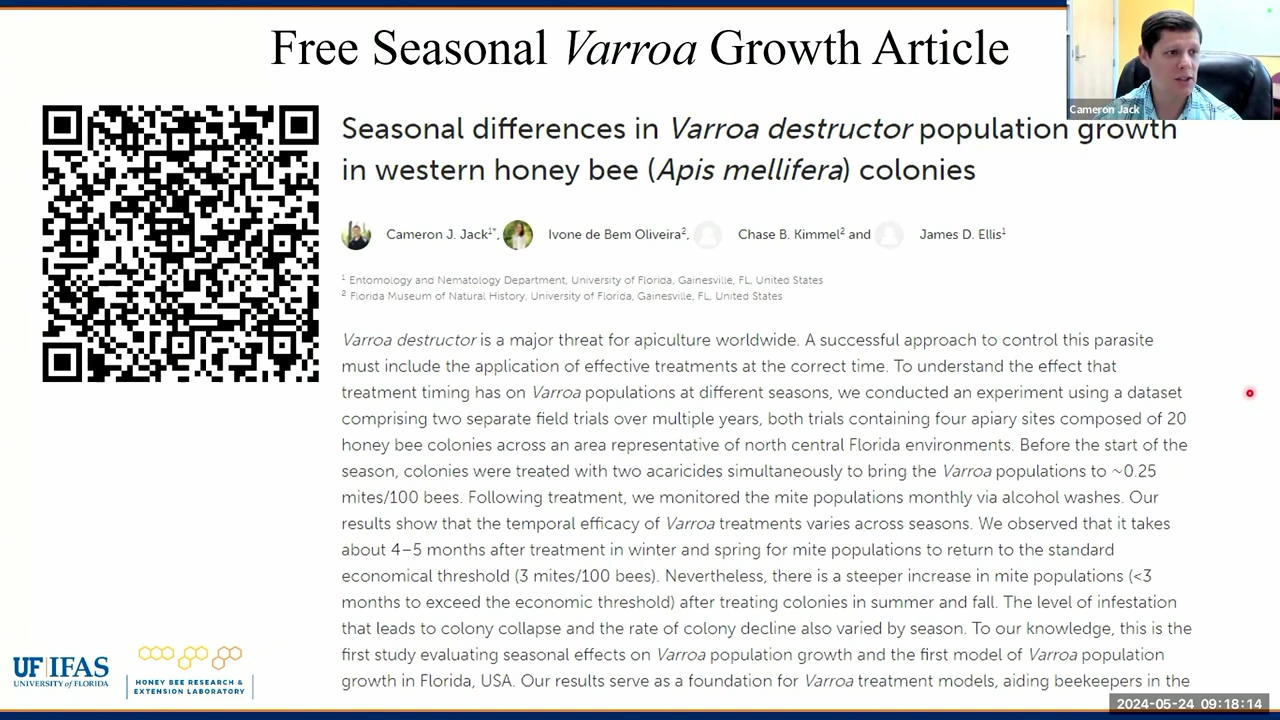 Free Seasonal Varroa Growth Article
Cameron Jack
Seasonal differences in Varroa destructor population growth
in western honey bee (Apis mellifera) colonies
Cameron J. Jack¹*, Ivone de Bem Oliveira², Chase B. Kimmel² and James D. Ellis¹
¹ Entomology and Nematology Department, University of Florida, Gainesville, FL, United States
² Florida Museum of Natural History, University of Florida, Gainesville, FL, United States
Varroa destructor is a major threat for apiculture worldwide. A successful approach to control this parasite
must include the application of effective treatments at the correct time. To understand the effect that
treatment timing has on Varroa populations at different seasons, we conducted an experiment using a dataset
comprising two separate field trials over multiple years, both trials containing four apiary sites composed of 20
honey bee colonies across an area representative of north central Florida environments. Before the start of the
season, colonies were treated with two acaricides simultaneously to bring the Varroa populations to ~0.25
mites/100 bees. Following treatment, we monitored the mite populations monthly via alcohol washes. Our
results show that the temporal efficacy of Varroa treatments varies across seasons. We observed that it takes
about 4–5 months after treatment in winter and spring for mite populations to return to the standard
economical threshold (3 mites/100 bees). Nevertheless, there is a steeper increase in mite populations (<3
months to exceed the economic threshold) after treating colonies in summer and fall. The level of infestation
that leads to colony collapse and the rate of colony decline also varied by season. To our knowledge, this is the
first study evaluating seasonal effects on Varroa population growth and the first model of Varroa population
growth in Florida, USA. Our results serve as a foundation for Varroa treatment models, aiding beekeepers in the
UF IFAS
UNIVERSITY of FLORIDA
HONEY BEE RESEARCH &
EXTENSION LABORATORY
2024-05-24 09:18:14